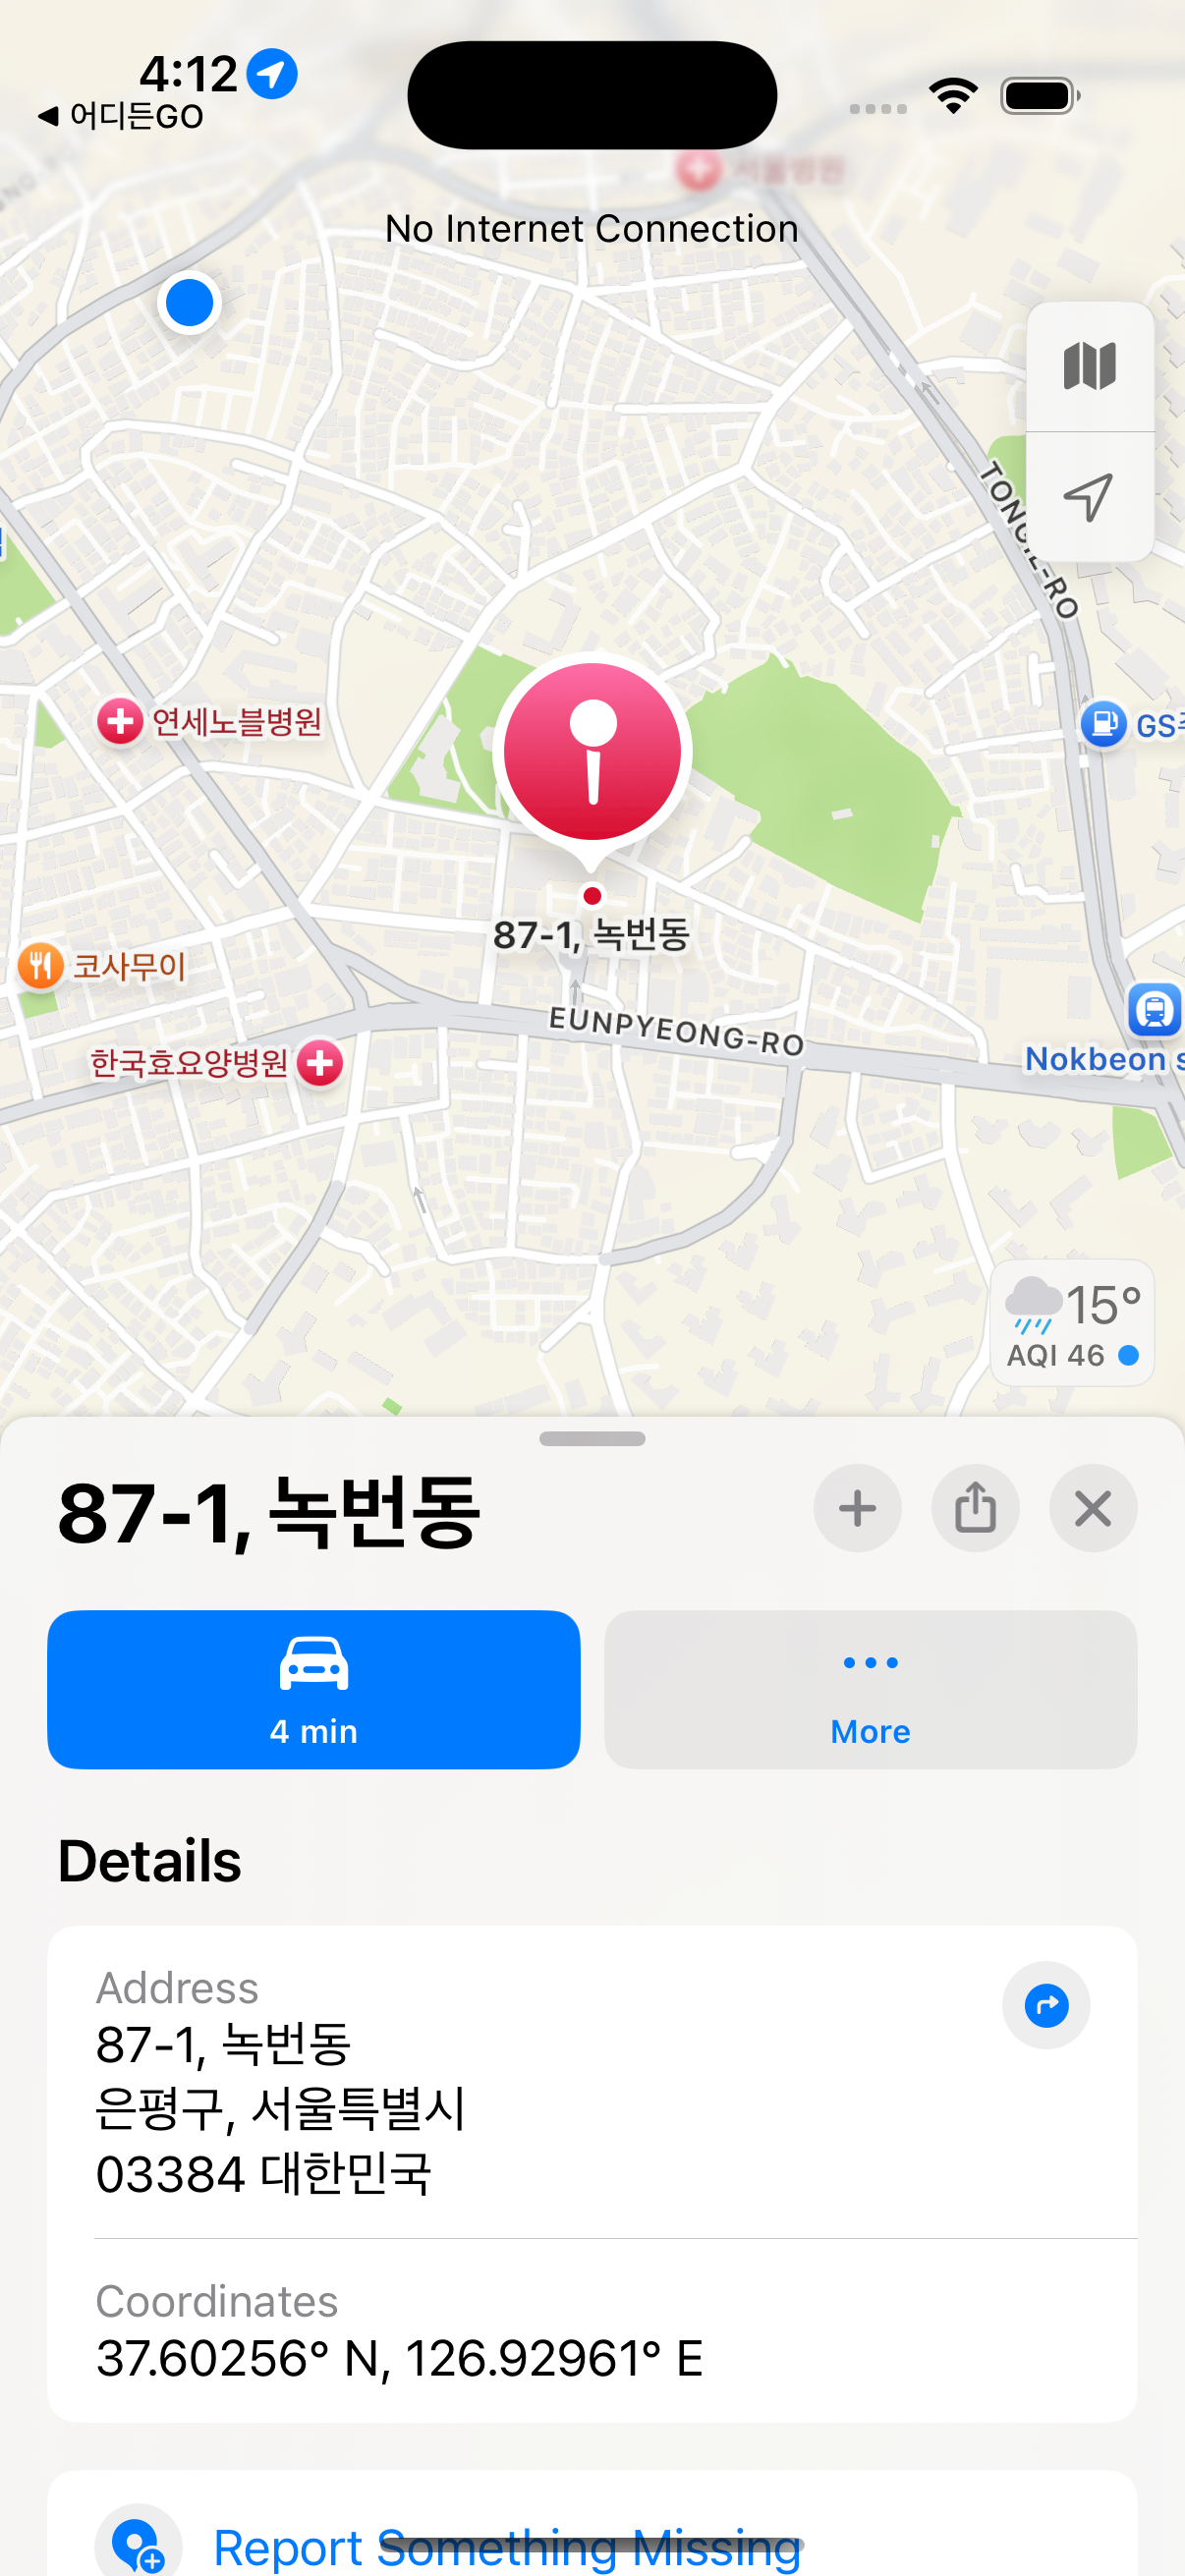 4:12
어디든GO
서울병원
No Internet Connection
TONGIL-RO
연세노블병원
GS
87-1, 녹번동
코사무이
EUNPYEONG-RO
한국효요양병원
Nokbeon s
15°
AQI 46
87-1, 녹번동
4 min
More
Details
Address
87-1, 녹번동
은평구, 서울특별시
03384 대한민국
Coordinates
37.60256° N, 126.92961° E
Report Something Missing